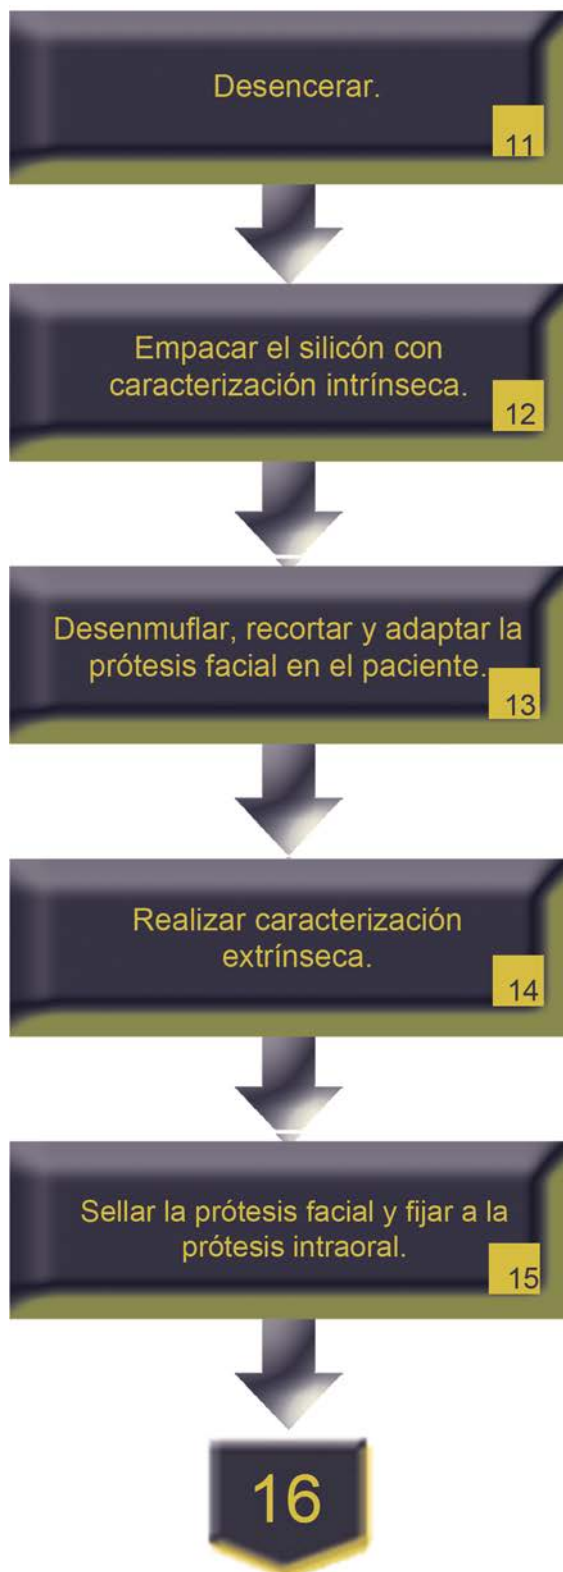 Desencerar.
11
Empacar el silicón con
caracterización intrínseca.
12
Desenmuflar, recortar y adaptar la
prótesis facial en el paciente.
13
Realizar caracterización
extrínseca.
14
Sellar la prótesis facial y fijar a la
prótesis intraoral.
15
16